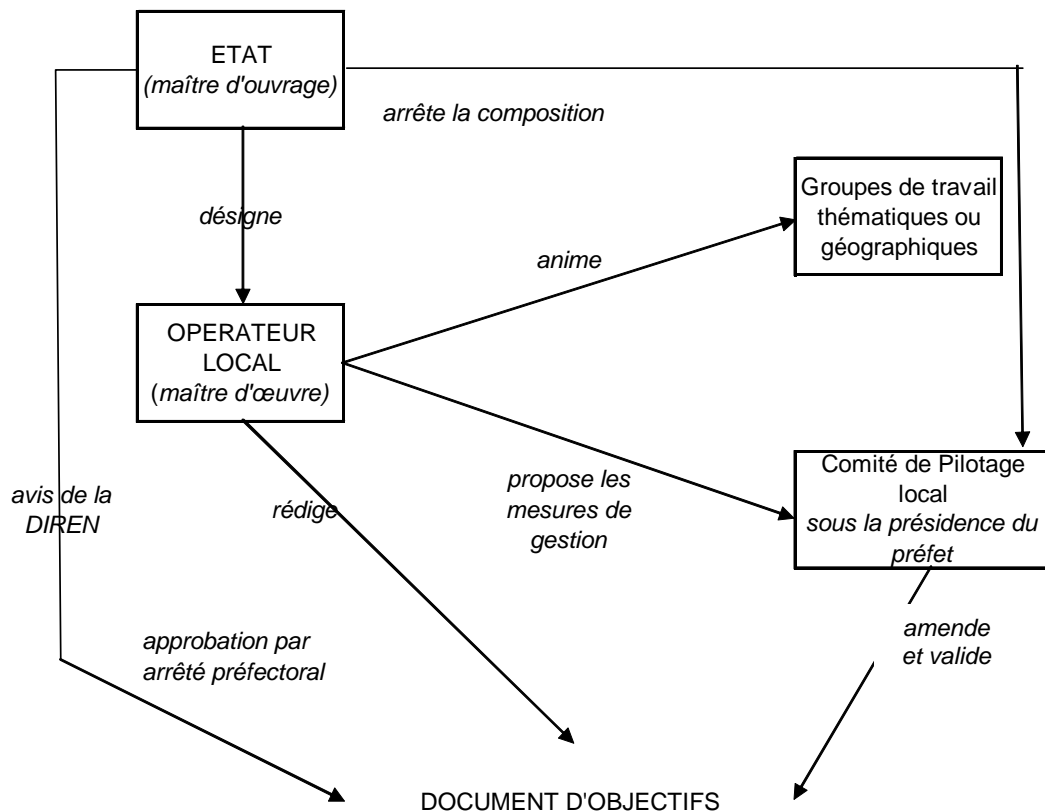 ETAT
(maître d'ouvrage)
arrête la composition
Groupes de travail
thématiques ou
géographiques
désigne
anime
OPERATEUR
LOCAL
(maître d'œuvre)
Comité de Pilotage
local
sous la présidence du
préfet
propose les
mesures de
gestion
avis de la
DIREN
rédige
amende
et valide
approbation par
arrêté préfectoral
DOCUMENT D'OBJECTIFS